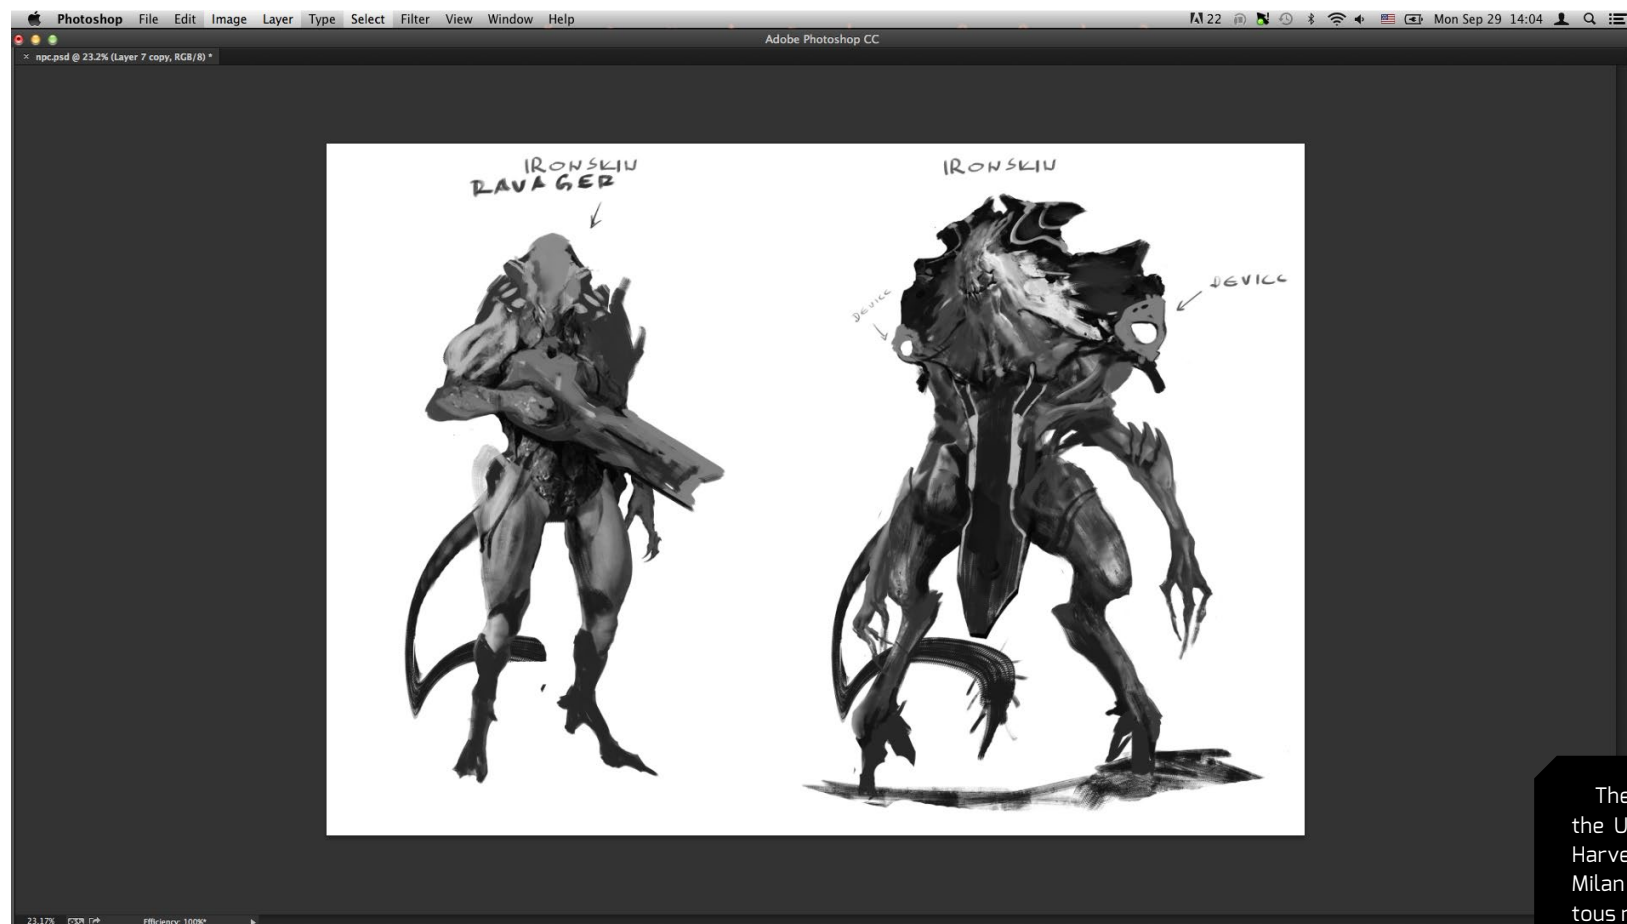 Photoshop File Edit Image Layer Type Select Filter View Window Help 22 Mon Sep 29 14:04
Adobe Photoshop CC
× npc.psd @ 23.2% (Layer 7 copy, RGB/8) *
IRONSKIN
RAVAGER
IRONSKIN
DEVICE
DEVICE
The
the U
Harve
Milan
tous
23.17% Efficiency: 100%*